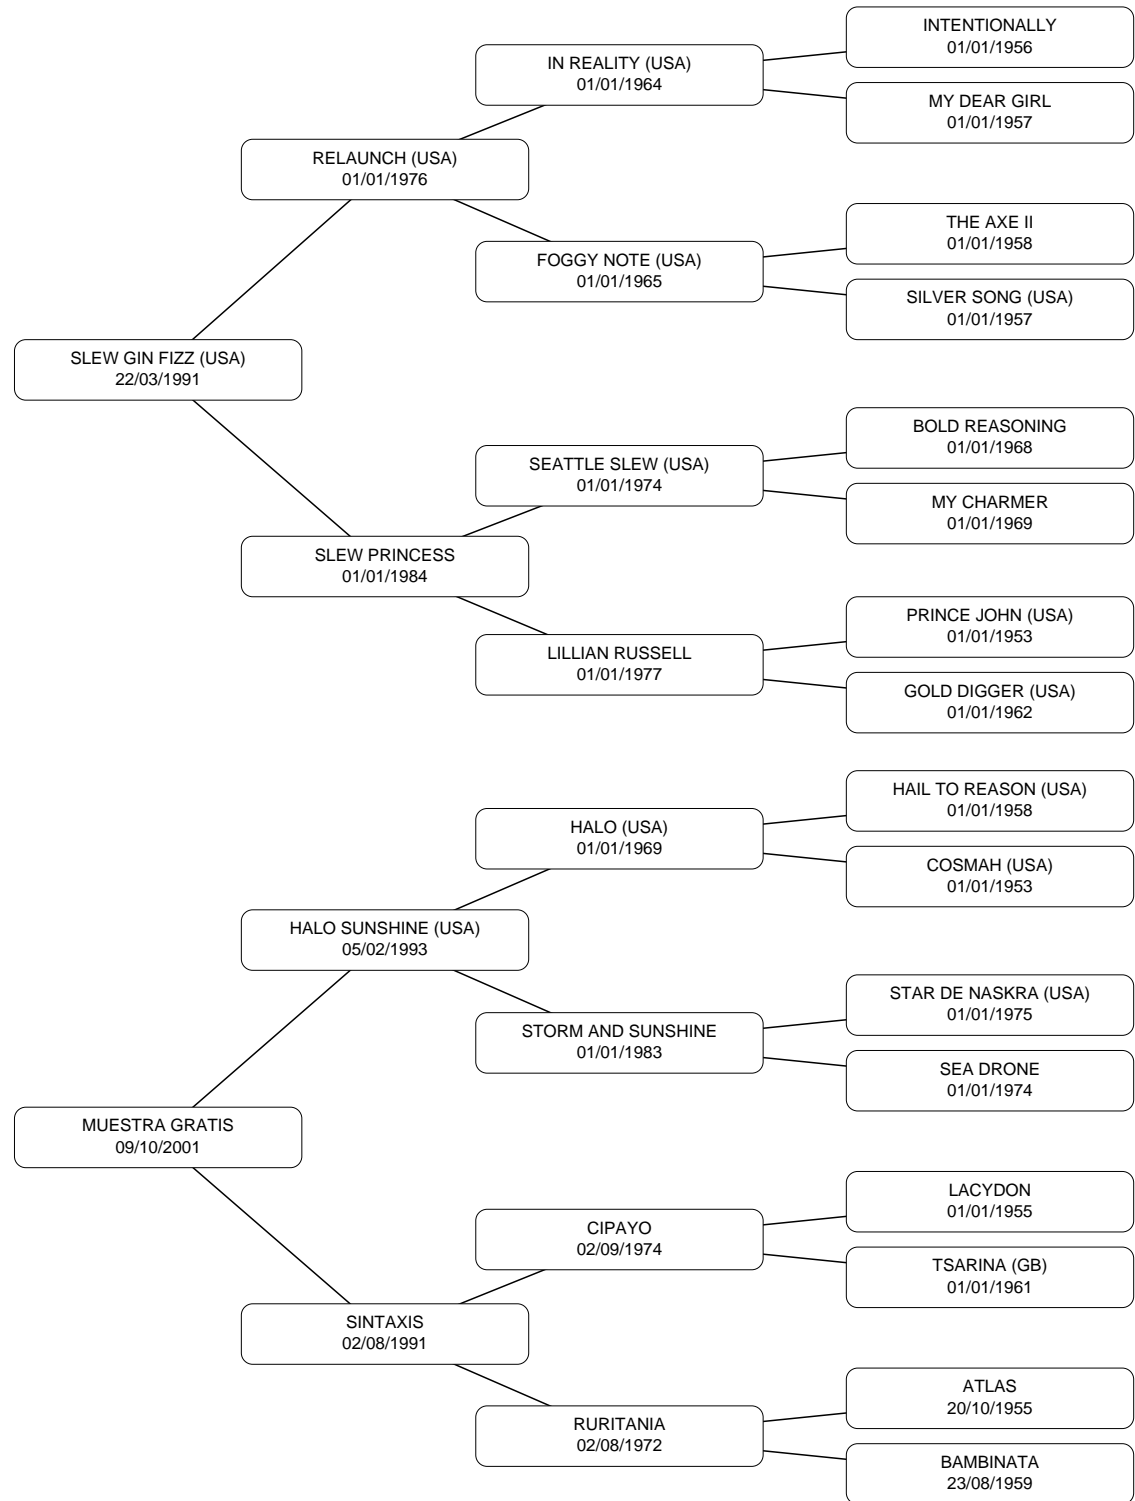 INTENTIONALLY
01/01/1956
IN REALITY (USA)
01/01/1964
MY DEAR GIRL
01/01/1957
RELAUNCH (USA)
01/01/1976
THE AXE II
01/01/1958
FOGGY NOTE (USA)
01/01/1965
SILVER SONG (USA)
01/01/1957
SLEW GIN FIZZ (USA)
22/03/1991
BOLD REASONING
01/01/1968
SEATTLE SLEW (USA)
01/01/1974
MY CHARMER
01/01/1969
SLEW PRINCESS
01/01/1984
PRINCE JOHN (USA)
01/01/1953
LILLIAN RUSSELL
01/01/1977
GOLD DIGGER (USA)
01/01/1962
HAIL TO REASON (USA)
01/01/1958
HALO (USA)
01/01/1969
COSMAH (USA)
01/01/1953
HALO SUNSHINE (USA)
05/02/1993
STAR DE NASKRA (USA)
01/01/1975
STORM AND SUNSHINE
01/01/1983
SEA DRONE
01/01/1974
MUESTRA GRATIS
09/10/2001
LACYDON
01/01/1955
CIPAYO
02/09/1974
TSARINA (GB)
01/01/1961
SINTAXIS
02/08/1991
ATLAS
20/10/1955
RURITANIA
02/08/1972
BAMBINATA
23/08/1959